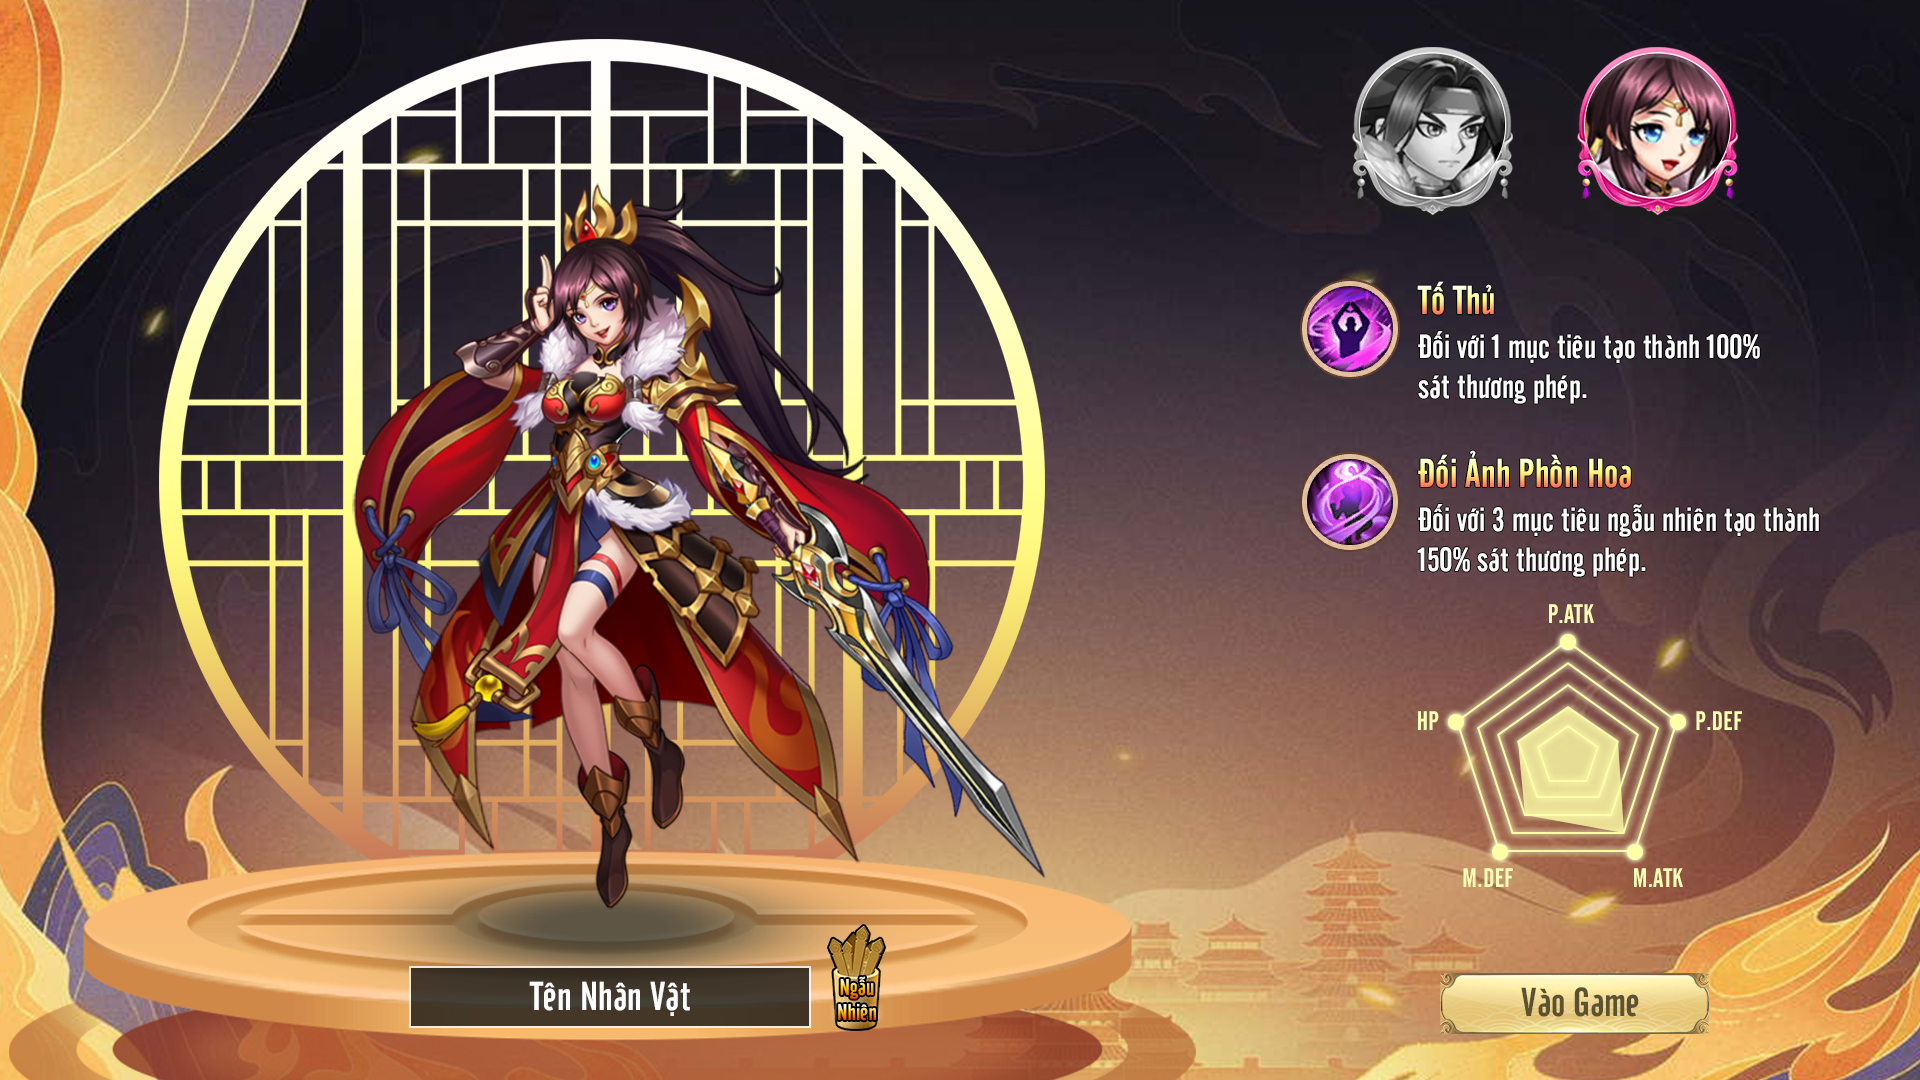 Tố Thủ
Đối với 1 mục tiêu tạo thành 100%
sát thương phép.
Đối Ảnh Phồn Hoa
Đối với 3 mục tiêu ngẫu nhiên tạo thành
150% sát thương phép.
P.ATK
HP
P.DEF
M.DEF
M.ATK
Tên Nhân Vật
Ngẫu
Nhiên
Vào Game